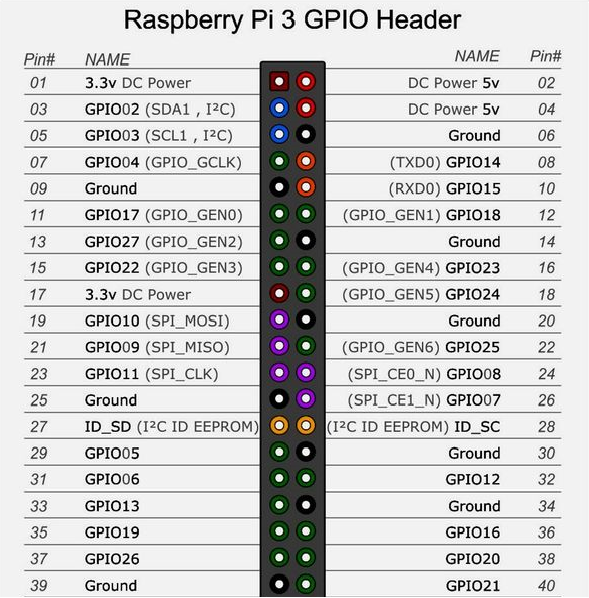 Raspberry Pi 3 GPIO Header
Pin# NAME NAME Pin#
01 3.3v DC Power DC Power 5v 02
03 GPIO02 (SDA1 , I²C) DC Power 5v 04
05 GPIO03 (SCL1 , I²C) Ground 06
07 GPIO04 (GPIO_GCLK) (TXD0) GPIO14 08
09 Ground (RXD0) GPIO15 10
11 GPIO17 (GPIO_GEN0) (GPIO_GEN1) GPIO18 12
13 GPIO27 (GPIO_GEN2) Ground 14
15 GPIO22 (GPIO_GEN3) (GPIO_GEN4) GPIO23 16
17 3.3v DC Power (GPIO_GEN5) GPIO24 18
19 GPIO10 (SPI_MOSI) Ground 20
21 GPIO09 (SPI_MISO) (GPIO_GEN6) GPIO25 22
23 GPIO11 (SPI_CLK) (SPI_CE0_N) GPIO08 24
25 Ground (SPI_CE1_N) GPIO07 26
27 ID_SD (I²C ID EEPROM) (I²C ID EEPROM) ID_SC 28
29 GPIO05 Ground 30
31 GPIO06 GPIO12 32
33 GPIO13 Ground 34
35 GPIO19 GPIO16 36
37 GPIO26 GPIO20 38
39 Ground GPIO21 40